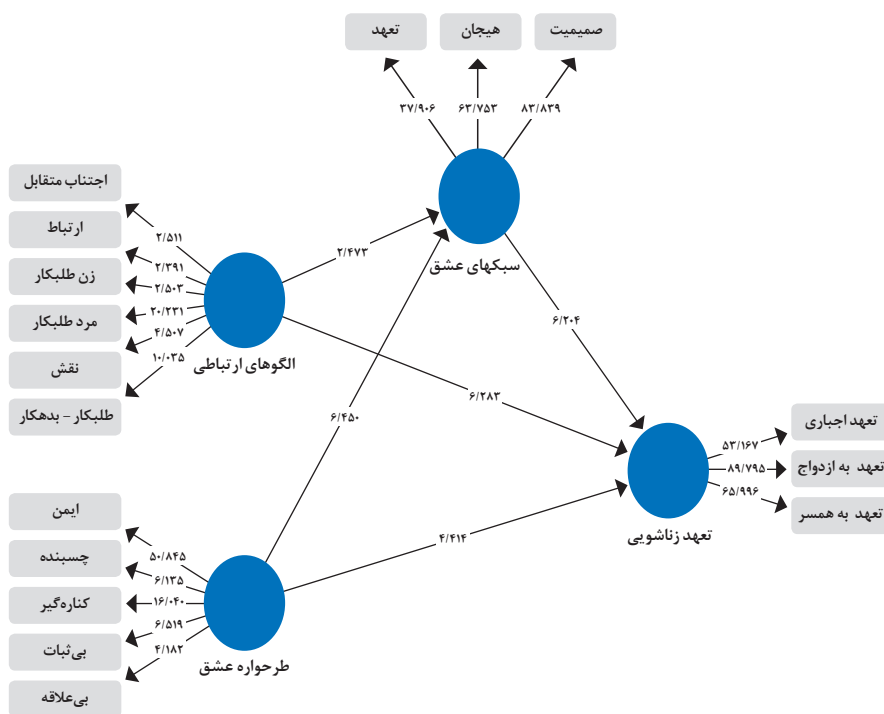 صمیمیت
هیجان
تعهد
۸۳/۸۳۹
۶۳/۷۵۳
۳۷/۹۰۶
سبکهای عشق
اجتناب متقابل
ارتباط
زن طلبکار
مرد طلبکار
نقش
طلبکار – بدهکار
۲/۵۱۱
۲/۳۹۱
۲/۵۰۳
۲۰/۲۳۱
۴/۵۰۷
۱۰/۰۳۵
الگوهای ارتباطی
۲/۴۷۳
۶/۲۰۴
۶/۲۸۳
۶/۴۵۰
۴/۴۱۴
تعهد اجباری
تعهد به ازدواج
تعهد به همسر
۵۳/۱۶۷
۸۹/۷۹۵
۶۵/۹۹۶
تعهد زناشویی
ایمن
چسبنده
کناره‌گیر
بی‌ثبات
بی‌علاقه
۵۰/۸۴۵
۶/۱۳۵
۱۶/۰۴۰
۶/۵۱۹
۴/۱۸۲
طرحواره عشق